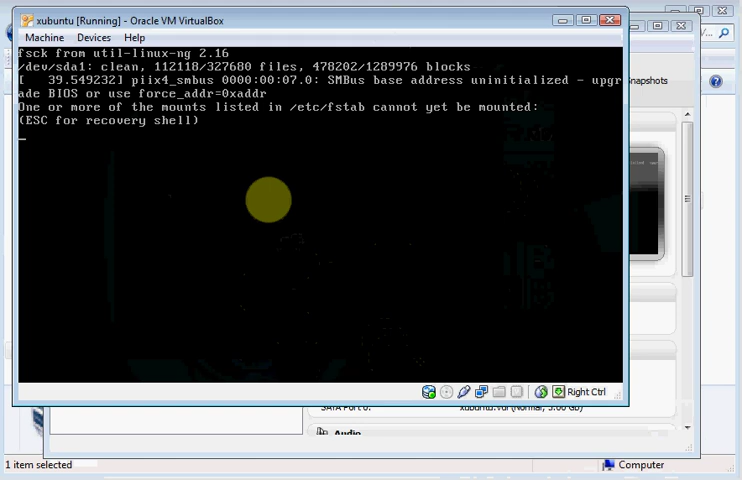 xubuntu [Running] - Oracle VM VirtualBox
Machine Devices Help
fsck from util-linux-ng 2.16
/dev/sda1: clean, 112118/327680 files, 478202/1289976 blocks
[   39.549232] piix4_smbus 0000:00:07.0: SMBus base address uninitialized - upgr
ade BIOS or use force_addr=0xaddr
One or more of the mounts listed in /etc/fstab cannot yet be mounted:
(ESC for recovery shell)
Snapshots
Right Ctrl
SATA Port 0: xubuntu.vdi (Normal, 5.00 GB)
Audio
1 item selected
Computer